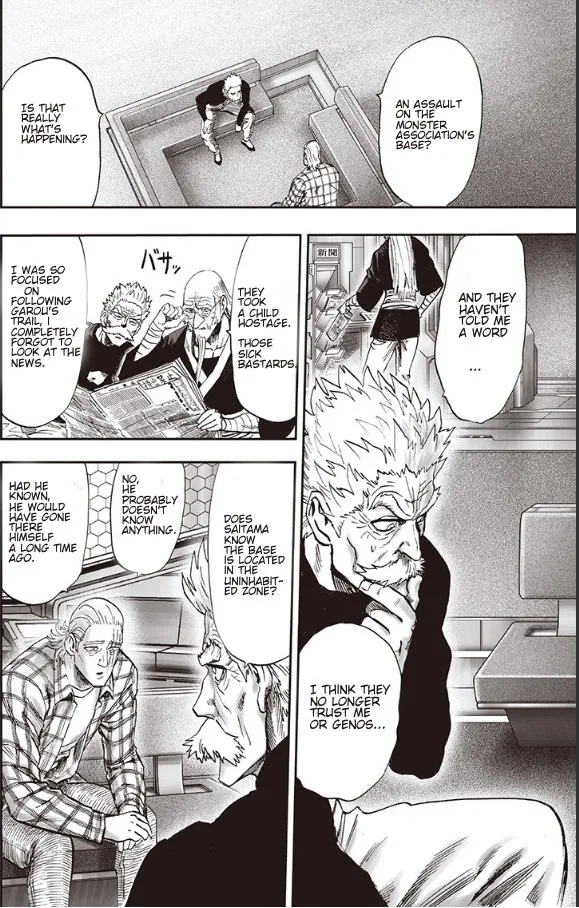 AN ASSAULT
ON THE
MONSTER
ASSOCIATION'S
BASE?
IS THAT
REALLY
WHAT'S
HAPPENING?
新聞
AND THEY
HAVEN'T
TOLD ME
A WORD
...
I THINK THEY
NO LONGER
TRUST ME
OR GENOS...
バサッ
THEY
TOOK
A CHILD
HOSTAGE.
THOSE
SICK
BASTARDS.
I WAS SO
FOCUSED
ON
FOLLOWING
GAROU'S
TRAIL, I
COMPLETELY
FORGOT TO
LOOK AT THE
NEWS.
DOES
SAITAMA
KNOW
THE BASE
IS LOCATED
IN THE
UNINHABIT-
ED ZONE?
NO,
HE
PROBABLY
DOESN'T
KNOW
ANYTHING.
HAD HE
KNOWN,
HE WOULD
HAVE GONE
THERE
HIMSELF
A LONG TIME
AGO.